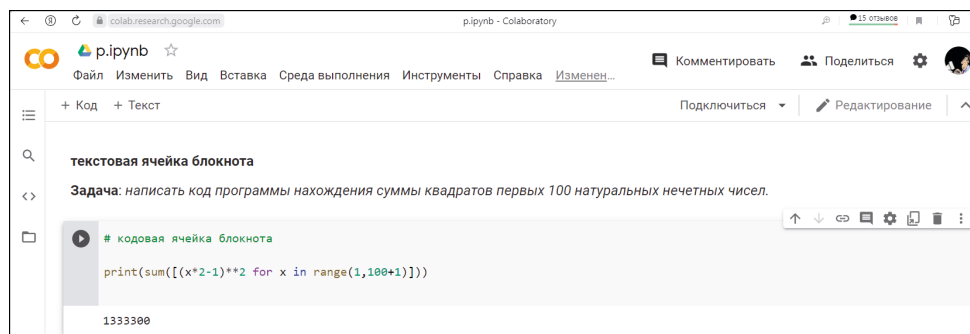 colab.research.google.com
p.ipynb - Colaboratory
15 отзывов
CO
p.ipynb
Файл Изменить Вид Вставка Среда выполнения Инструменты Справка Изменен...
Комментировать
Поделиться
+ Код + Текст
Подключиться
Редактирование
текстовая ячейка блокнота
Задача: написать код программы нахождения суммы квадратов первых 100 натуральных нечетных чисел.
# кодовая ячейка блокнота
print(sum([(x*2-1)**2 for x in range(1,100+1)]))
1333300